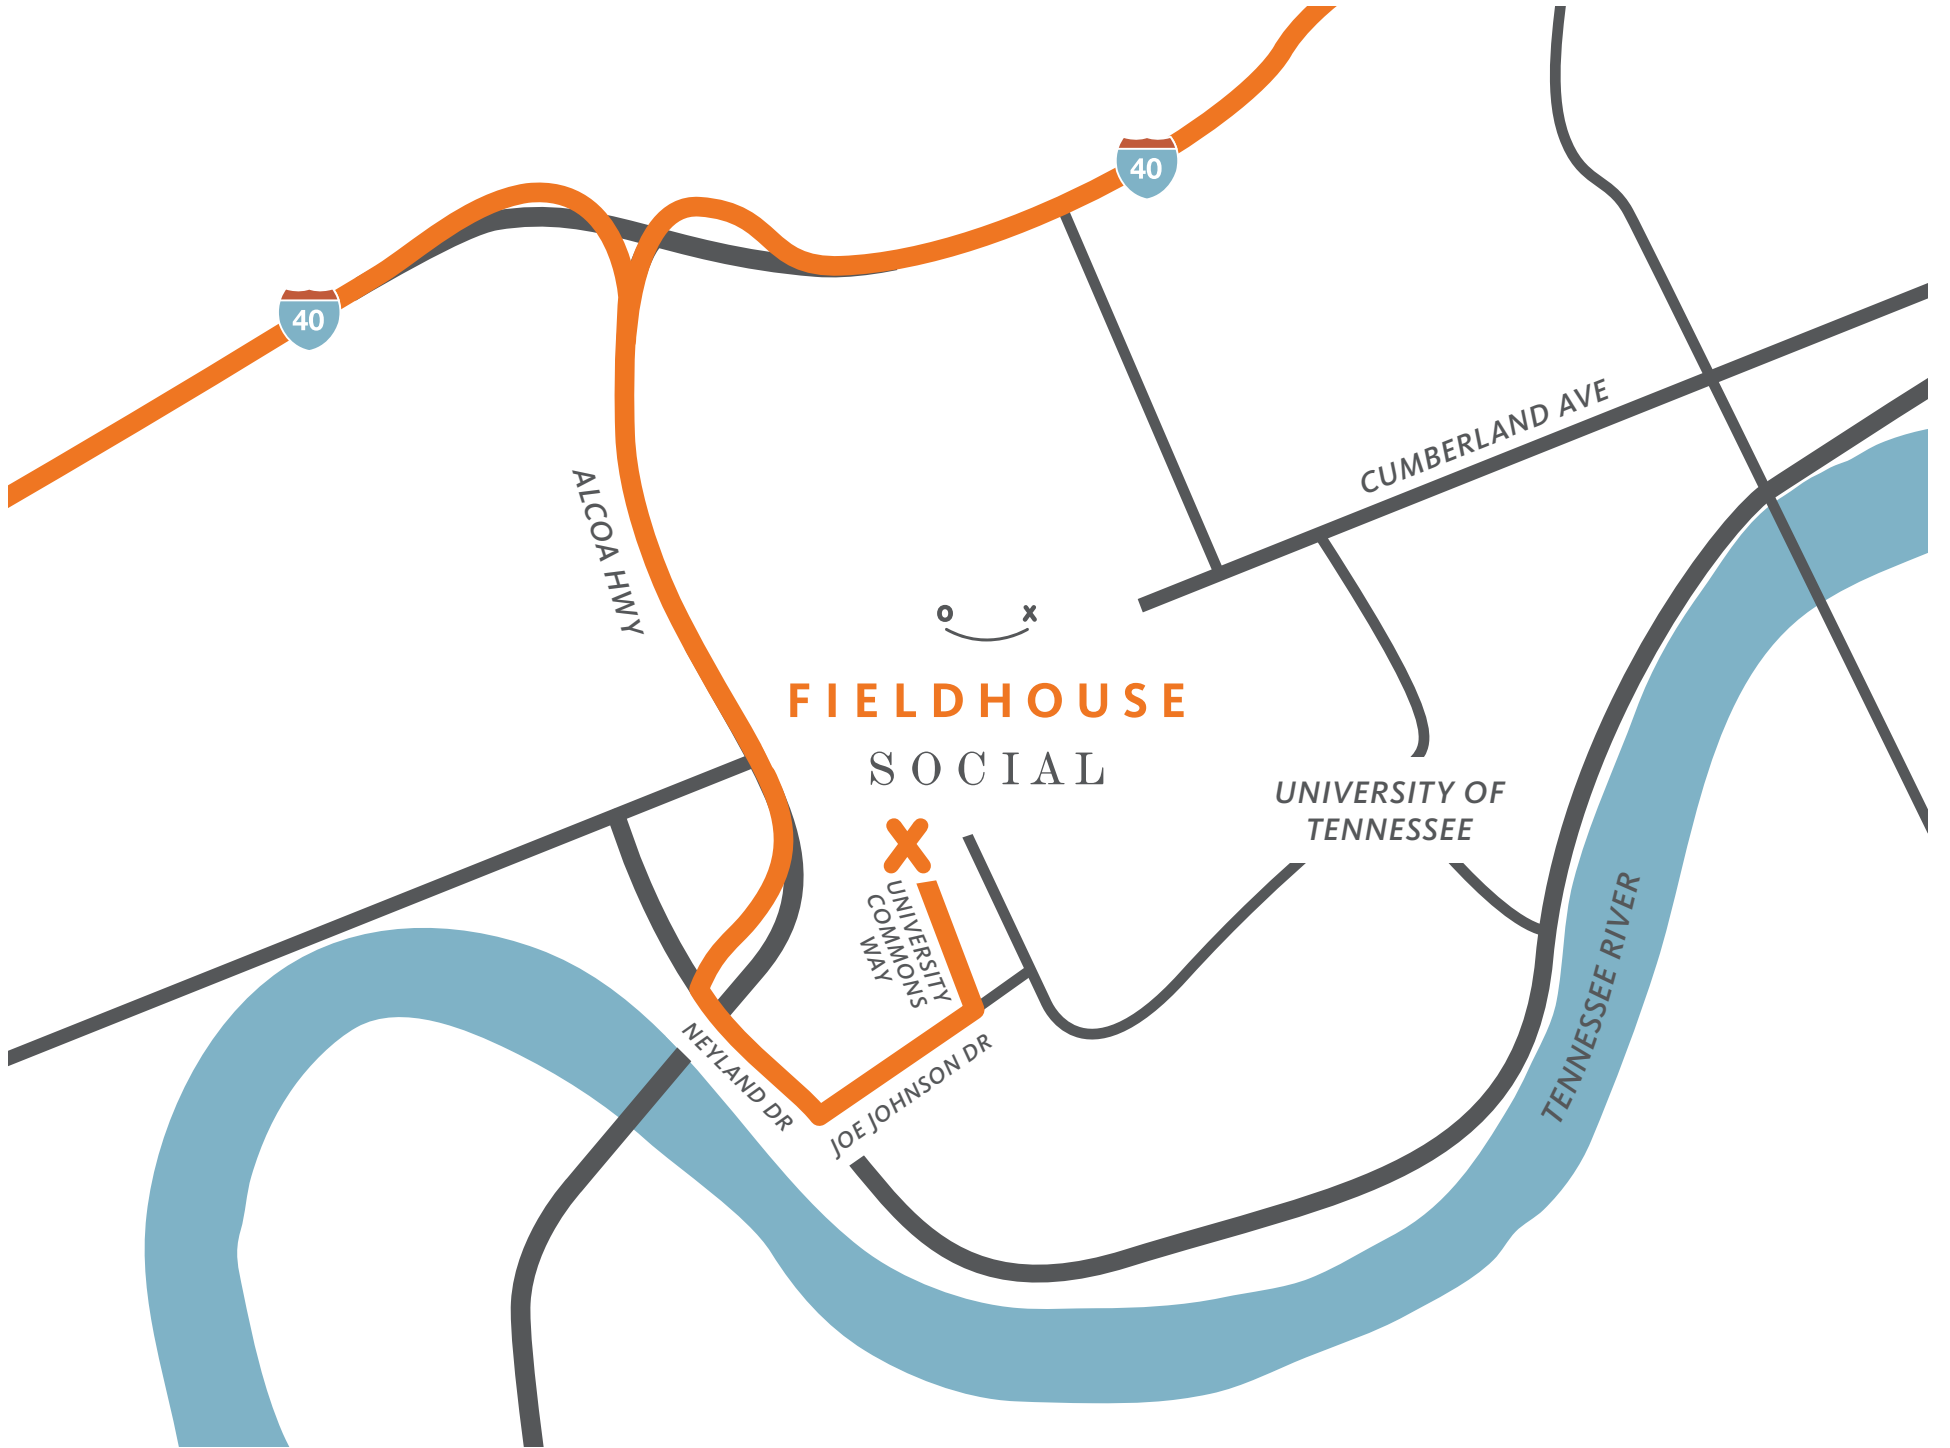 40
40
CUMBERLAND AVE
ALCOA HWY
O X
FIELDHOUSE
SOCIAL
UNIVERSITY OF
TENNESSEE
X
UNIVERSITY
COMMONS
WAY
TENNESSEE RIVER
NEYLAND DR
JOE JOHNSON DR